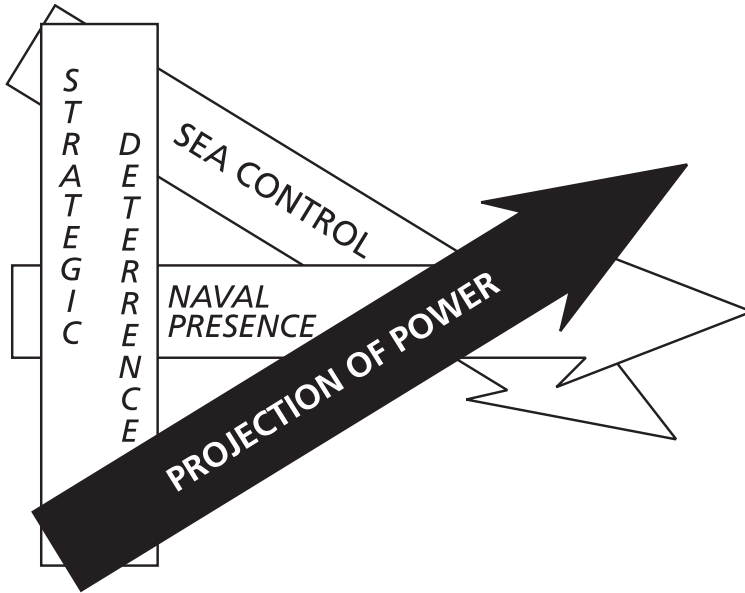 STRATEGIC
DETERRENCE
SEA CONTROL
NAVAL
PRESENCE
PROJECTION OF POWER